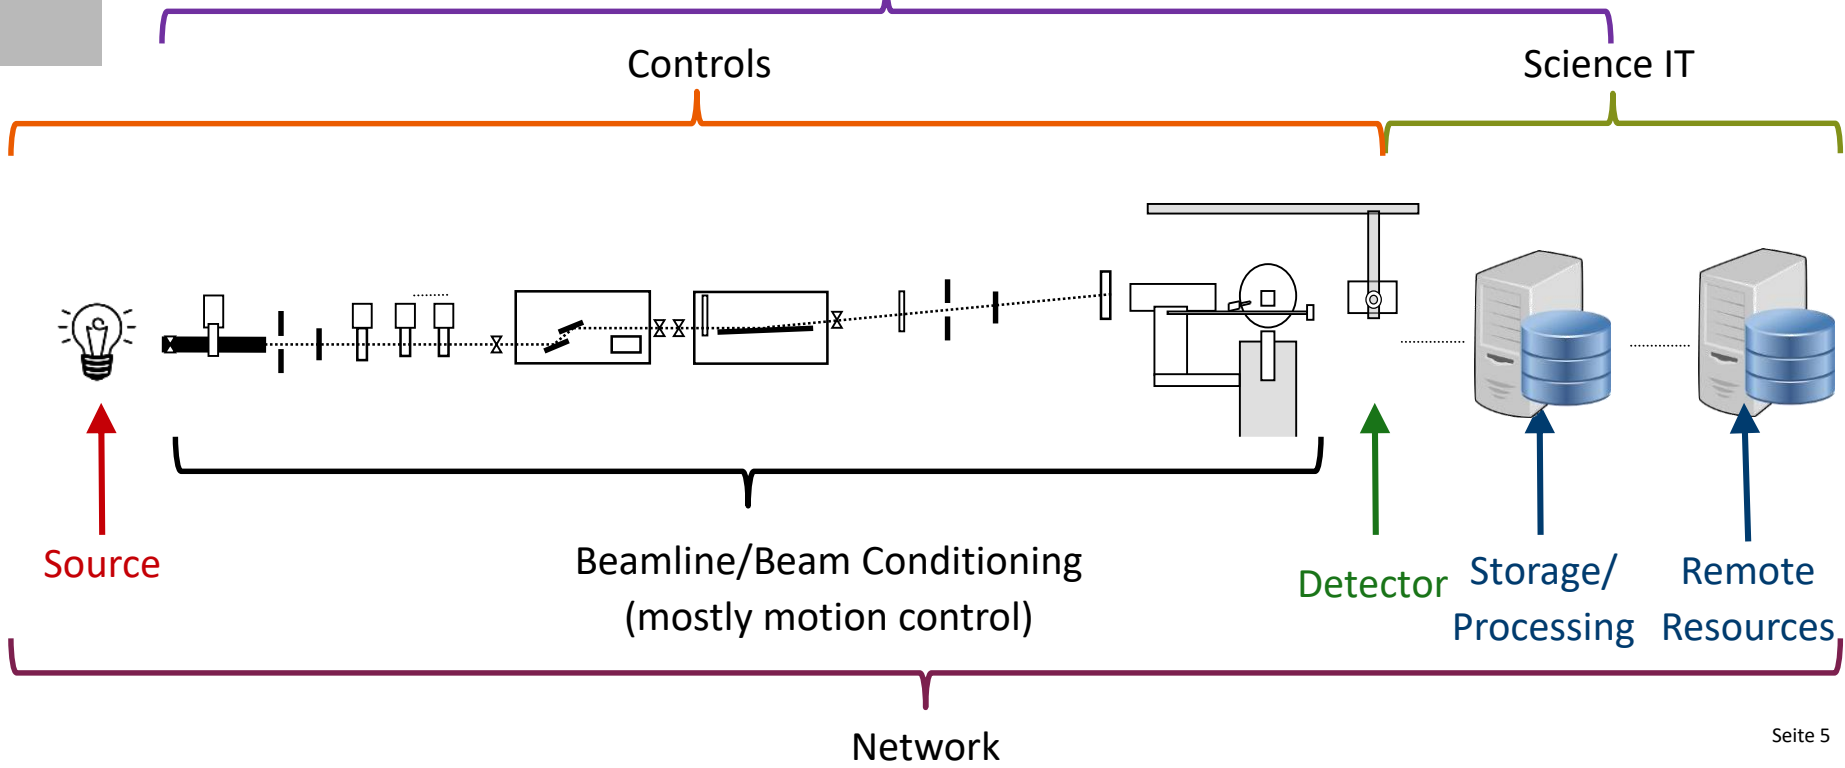 Controls
Science IT
Source
Beamline/Beam Conditioning
(mostly motion control)
Detector
Storage/
Processing
Remote
Resources
Network
Seite 5